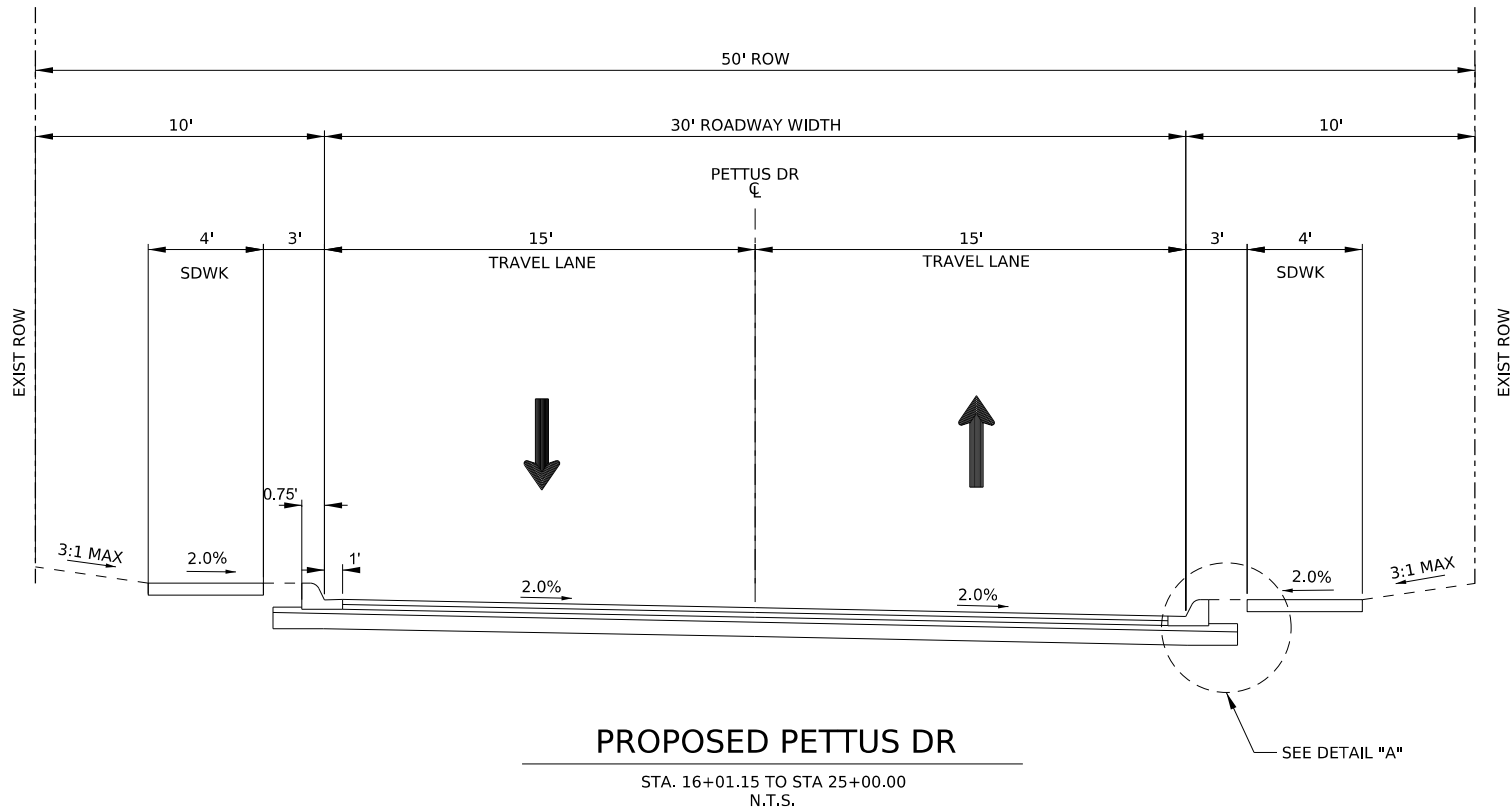 50' ROW
10'
30' ROADWAY WIDTH
10'
PETTUS DR
℄
4'
3'
15'
15'
3'
4'
SDWK
TRAVEL LANE
TRAVEL LANE
SDWK
EXIST ROW
EXIST ROW
0.75'
3:1 MAX
2.0%
1'
2.0%
2.0%
2.0%
3:1 MAX
PROPOSED PETTUS DR
SEE DETAIL "A"
STA. 16+01.15 TO STA 25+00.00
N.T.S.